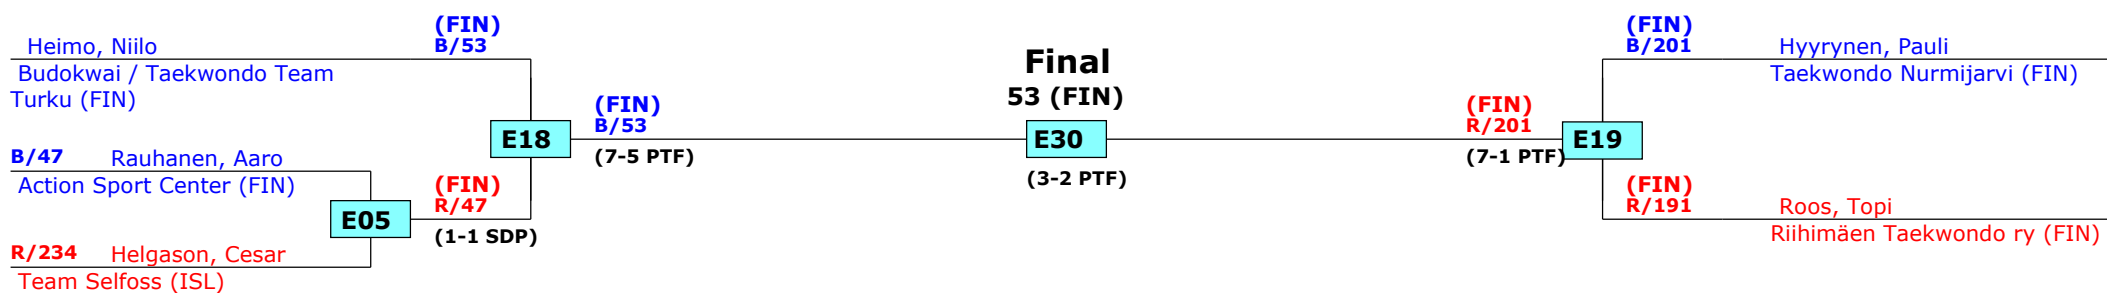 (FIN)
B/53
Heimo, Niilo
Budokwai / Taekwondo Team
Turku (FIN)
B/47 Rauhanen, Aaro
Action Sport Center (FIN)
R/234 Helgason, Cesar
Team Selfoss (ISL)
E05
(FIN)
R/47
(1-1 SDP)
E18
(FIN)
B/53
(7-5 PTF)
Final
53 (FIN)
E30
(3-2 PTF)
(FIN)
R/201
(7-1 PTF)
E19
(FIN)
B/201
Hyyrynen, Pauli
Taekwondo Nurmijarvi (FIN)
(FIN)
R/191
Roos, Topi
Riihimäen Taekwondo ry (FIN)